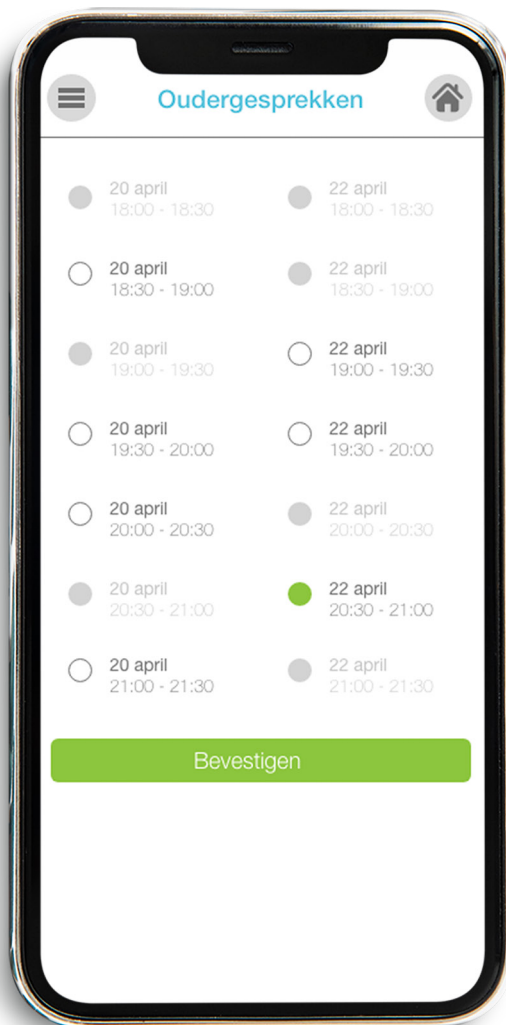 Oudergesprekken
20 april
18:00 - 18:30
20 april
18:30 - 19:00
20 april
19:00 - 19:30
20 april
19:30 - 20:00
20 april
20:00 - 20:30
20 april
20:30 - 21:00
20 april
21:00 - 21:30
22 april
18:00 - 18:30
22 april
18:30 - 19:00
22 april
19:00 - 19:30
22 april
19:30 - 20:00
22 april
20:00 - 20:30
22 april
20:30 - 21:00
22 april
21:00 - 21:30
Bevestigen